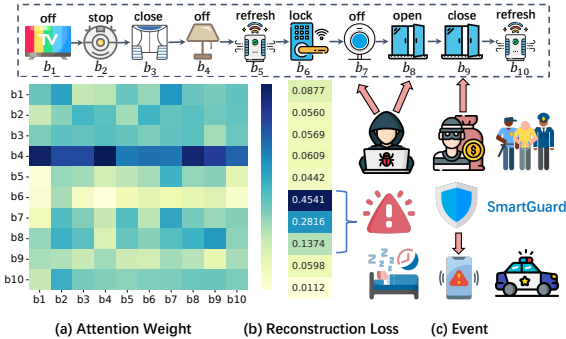 off stop close off refresh lock off open close refresh
TV
b1 b2 b3 b4 b5 b6 b7 b8 b9 b10
b1 0.0877
b2 0.0560
b3 0.0569
b4 0.0609
b5 0.0442
b6 0.4541
b7 0.2816
b8 0.1374
b9 0.0598
b10 0.0112
b1 b2 b3 b4 b5 b6 b7 b8 b9 b10
$
SmartGuard
z z z z
(a) Attention Weight (b) Reconstruction Loss (c) Event